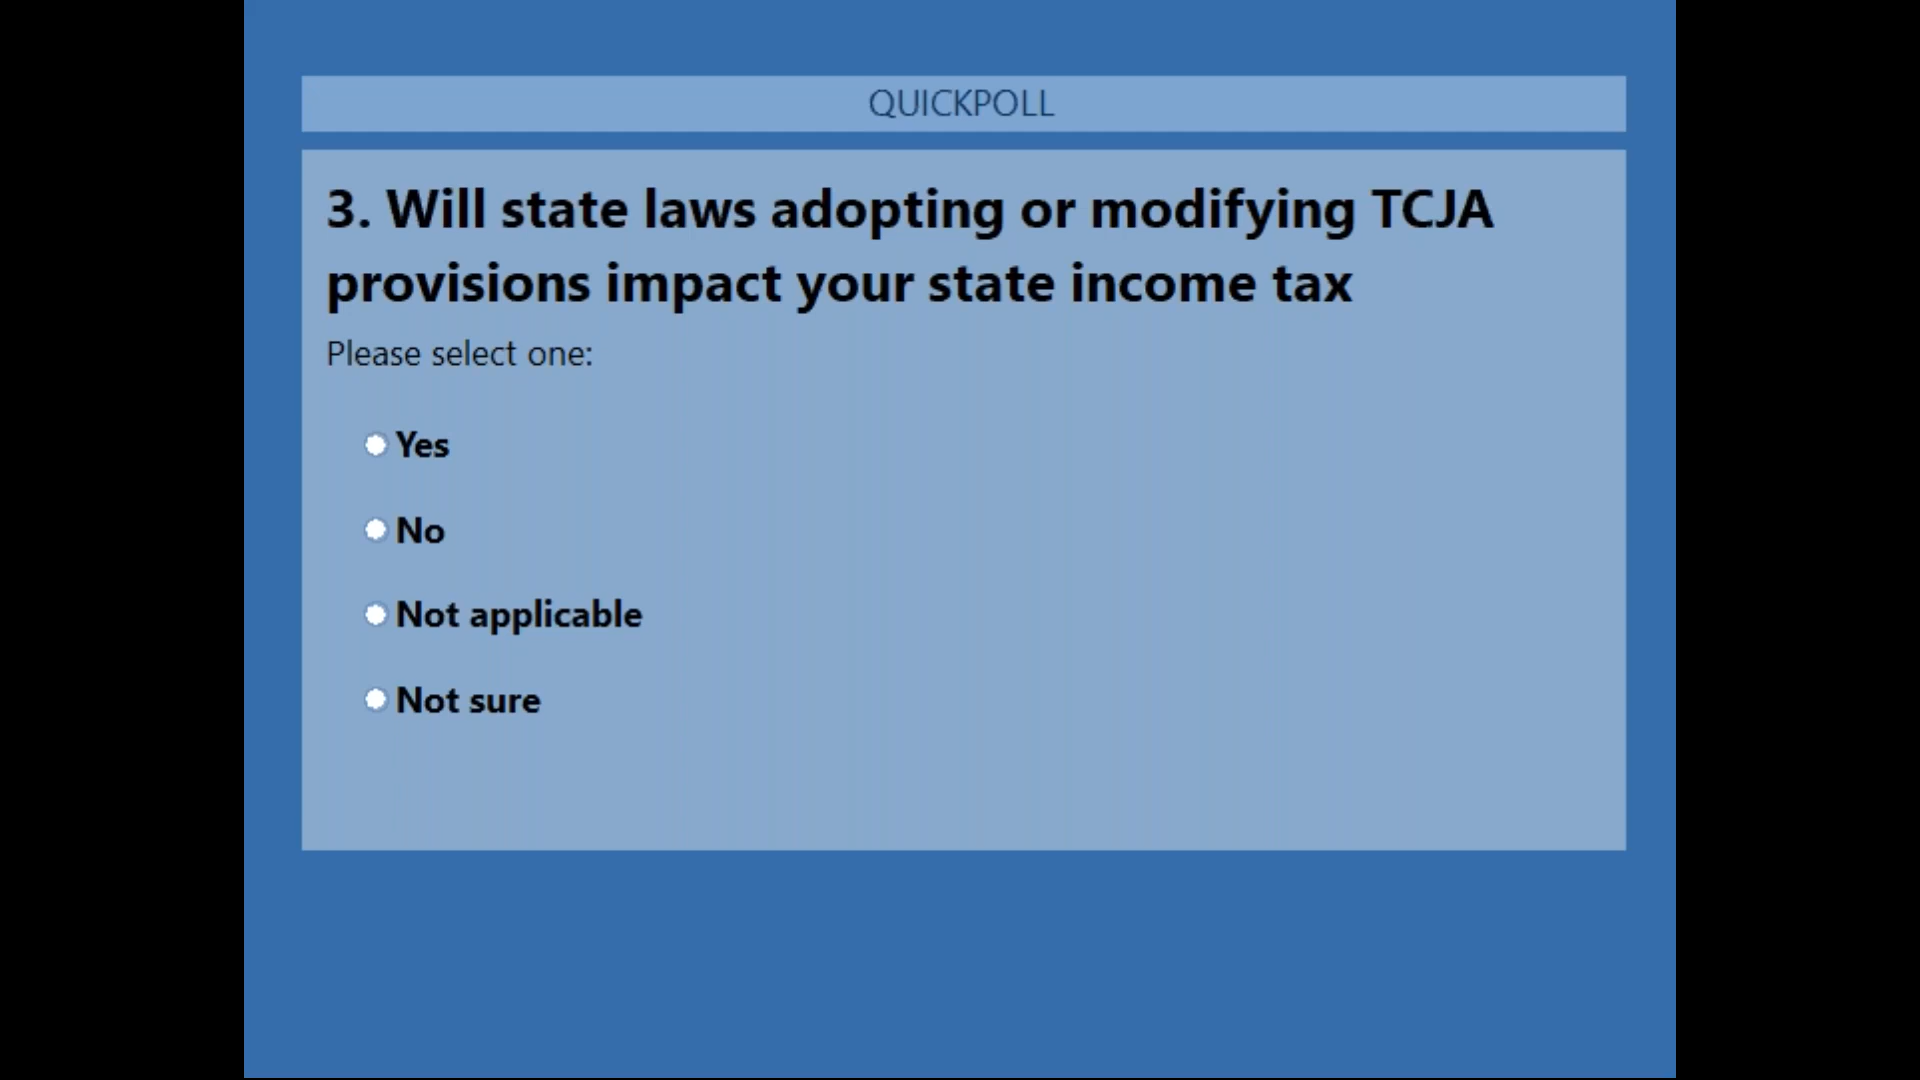 QUICKPOLL
3. Will state laws adopting or modifying TCJA
provisions impact your state income tax
Please select one:
Yes
No
Not applicable
Not sure